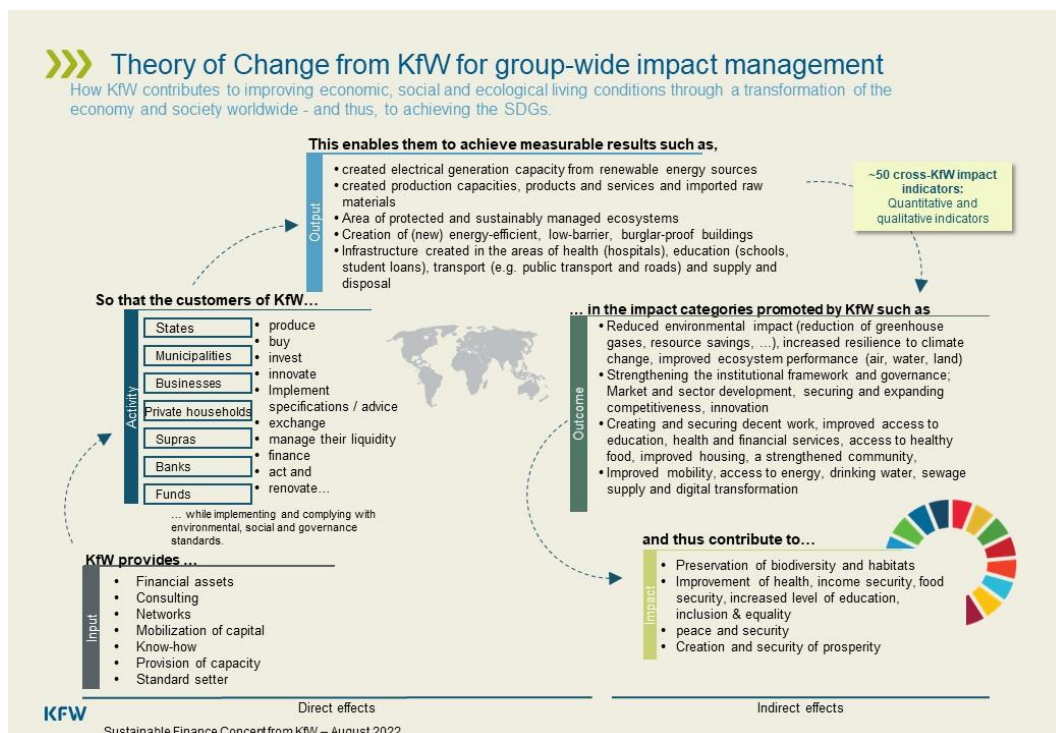 Theory of Change from KfW for group-wide impact management
How KfW contributes to improving economic, social and ecological living conditions through a transformation of the
economy and society worldwide - and thus, to achieving the SDGs.
This enables them to achieve measurable results such as,
Output
• created electrical generation capacity from renewable energy sources
• created production capacities, products and services and imported raw
materials
• Area of protected and sustainably managed ecosystems
• Creation of (new) energy-efficient, low-barrier, burglar-proof buildings
• Infrastructure created in the areas of health (hospitals), education (schools,
student loans), transport (e.g. public transport and roads) and supply and
disposal
~50 cross-KfW impact
indicators:
Quantitative and
qualitative indicators
So that the customers of KfW…
Activity
States
Municipalities
Businesses
Private households
Supras
Banks
Funds
• produce
• buy
• invest
• innovate
• Implement
specifications / advice
• exchange
• manage their liquidity
• finance
• act and
• renovate…
… while implementing and complying with
environmental, social and governance
standards.
KfW provides …
Input
• Financial assets
• Consulting
• Networks
• Mobilization of capital
• Know-how
• Provision of capacity
• Standard setter
… in the impact categories promoted by KfW such as
Outcome
• Reduced environmental impact (reduction of greenhouse
gases, resource savings, …), increased resilience to climate
change, improved ecosystem performance (air, water, land)
• Strengthening the institutional framework and governance;
Market and sector development, securing and expanding
competitiveness, innovation
• Creating and securing decent work, improved access to
education, health and financial services, access to healthy
food, improved housing, a strengthened community,
• Improved mobility, access to energy, drinking water, sewage
supply and digital transformation
and thus contribute to…
Impact
• Preservation of biodiversity and habitats
• Improvement of health, income security, food
security, increased level of education,
inclusion & equality
• peace and security
• Creation and security of prosperity
Direct effects
Indirect effects
KFW
Sustainable Finance Concept from KfW – August 2022